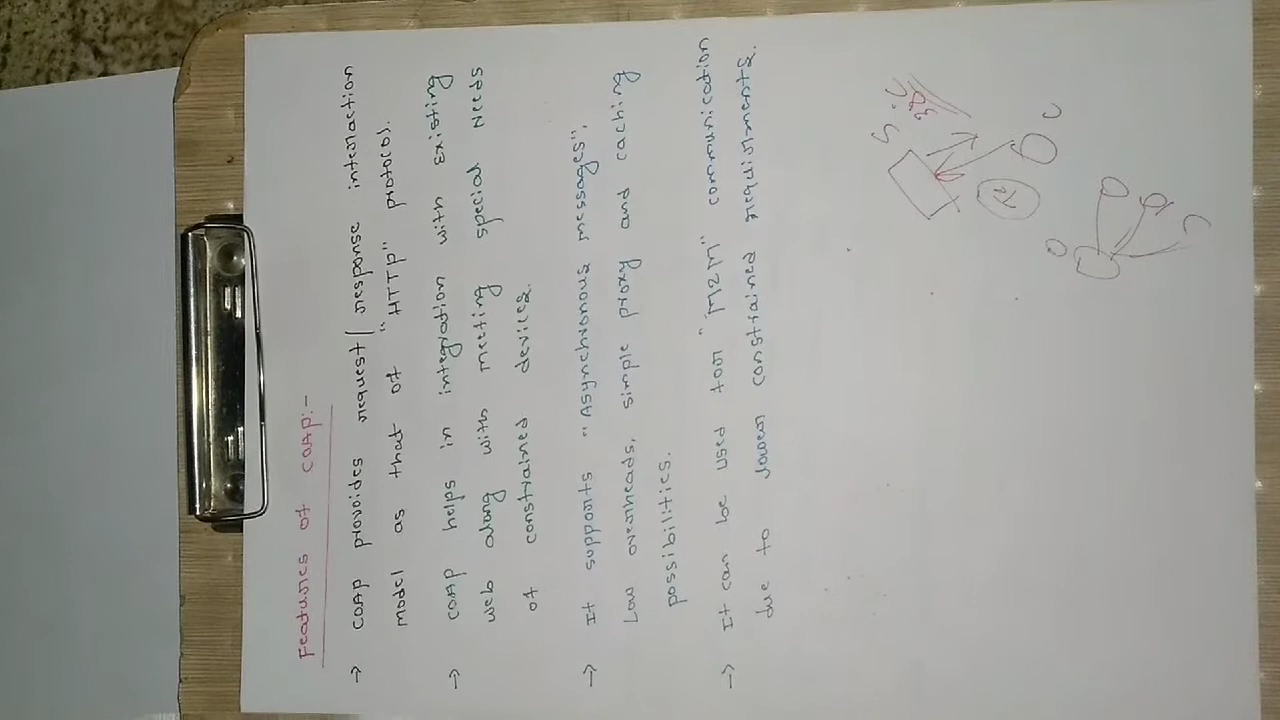 Features of COAP:-
→ COAP provoides request/response interaction
model as that of "HTTP" protocol.
→ COAP helps in integration with existing
web along with meeting special needs
of constrained devices.
→ It supports "Asynchronous messages",
Low overheads, simple proxy and caching
possibilities.
→ It can be used for "M2M" communication
due to lower constrained requirments.